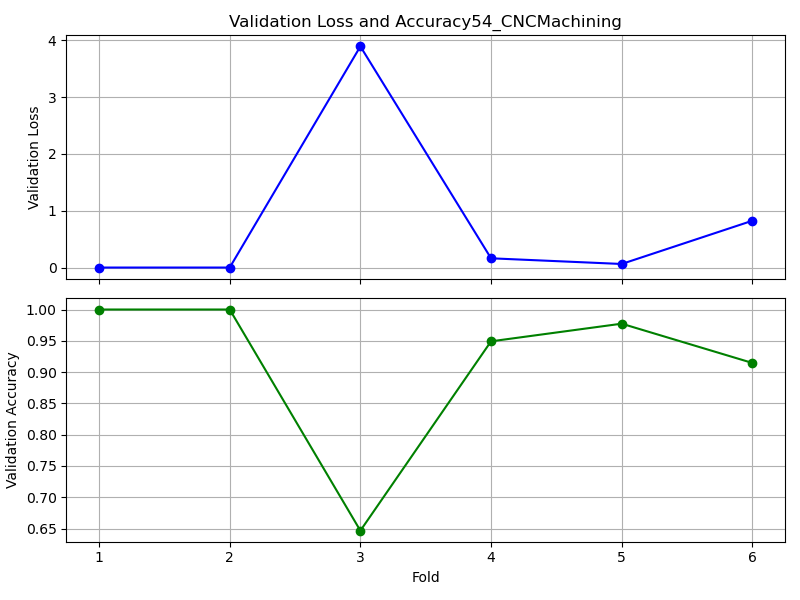 Validation Loss and Accuracy54_CNCMachining
4
3
2
1
0
Validation Loss
1.00
0.95
0.90
0.85
0.80
0.75
0.70
0.65
Validation Accuracy
1 2 3 4 5 6
Fold